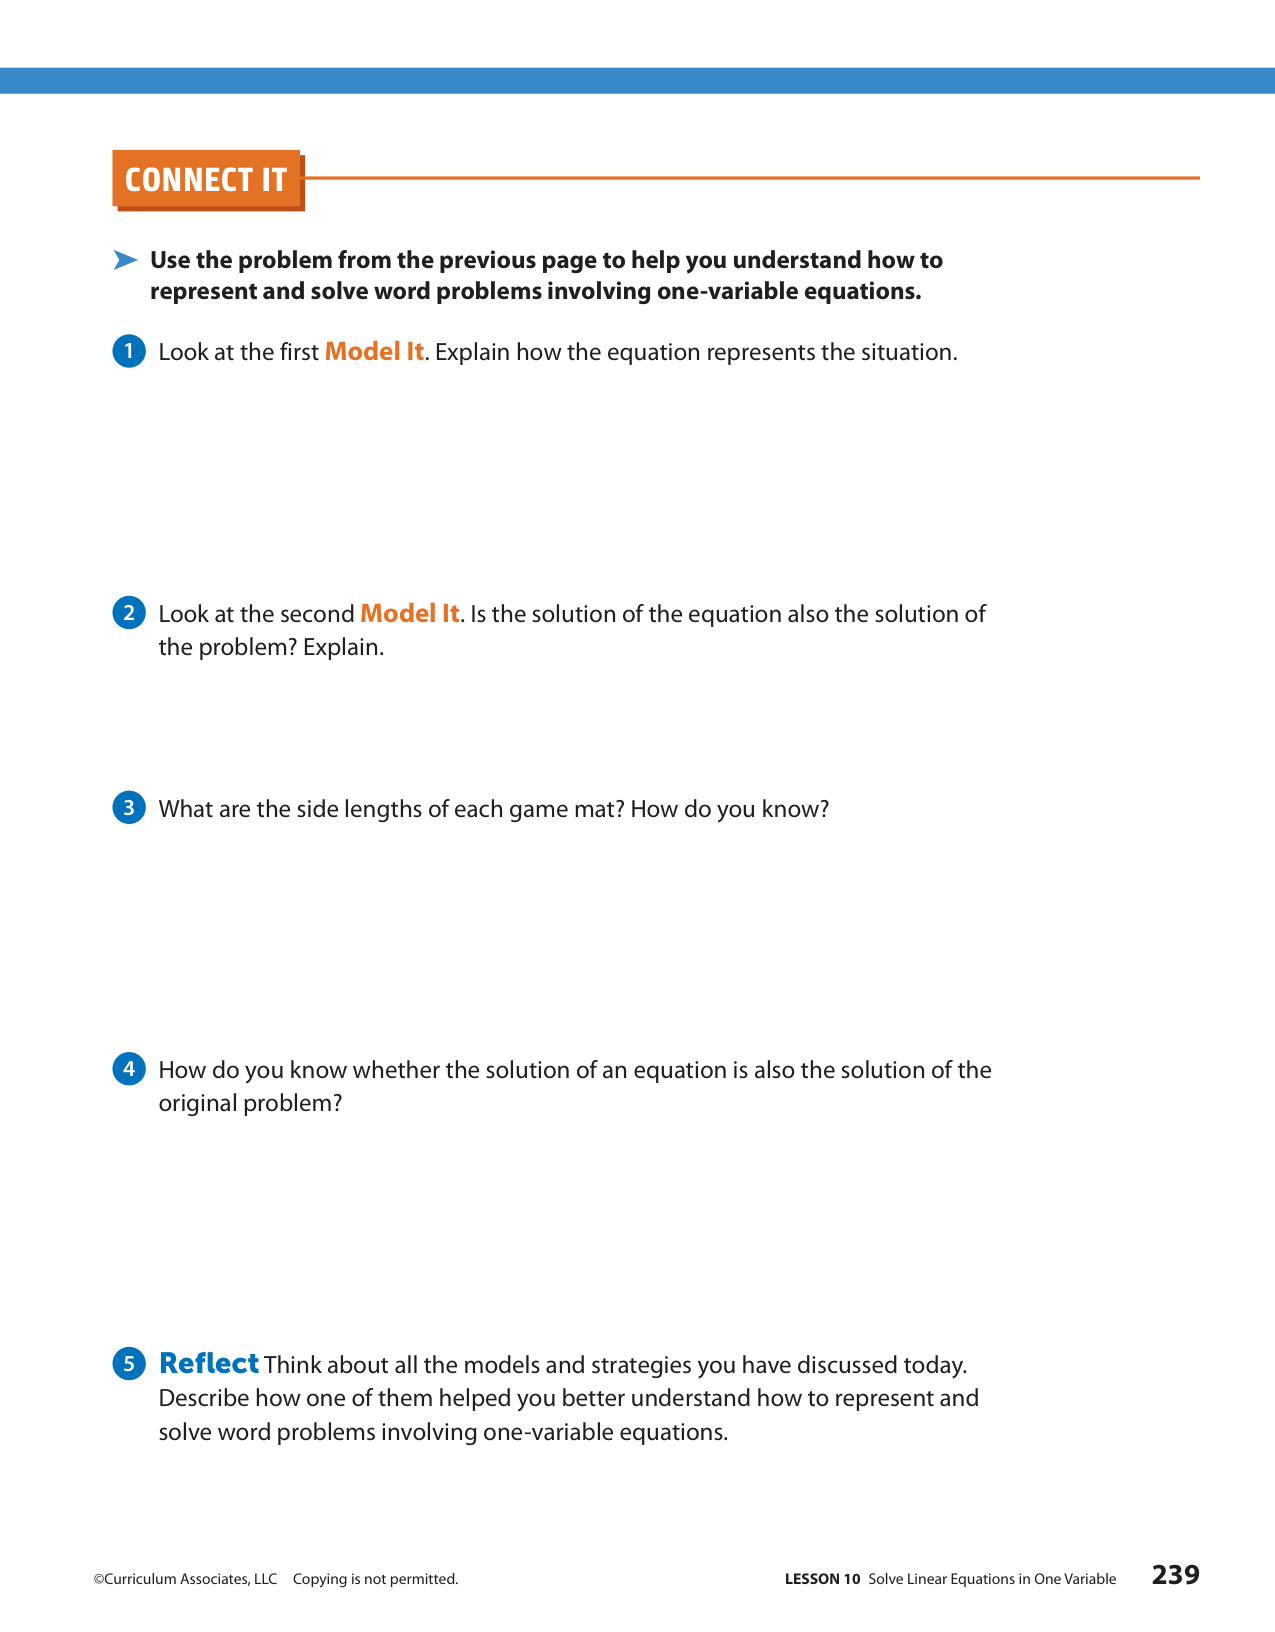 CONNECT IT
Use the problem from the previous page to help you understand how to
represent and solve word problems involving one-variable equations.
1 Look at the first Model It. Explain how the equation represents the situation.
2 Look at the second Model It. Is the solution of the equation also the solution of
the problem? Explain.
3 What are the side lengths of each game mat? How do you know?
4 How do you know whether the solution of an equation is also the solution of the
original problem?
5 Reflect Think about all the models and strategies you have discussed today.
Describe how one of them helped you better understand how to represent and
solve word problems involving one-variable equations.
©Curriculum Associates, LLC Copying is not permitted. LESSON 10 Solve Linear Equations in One Variable 239